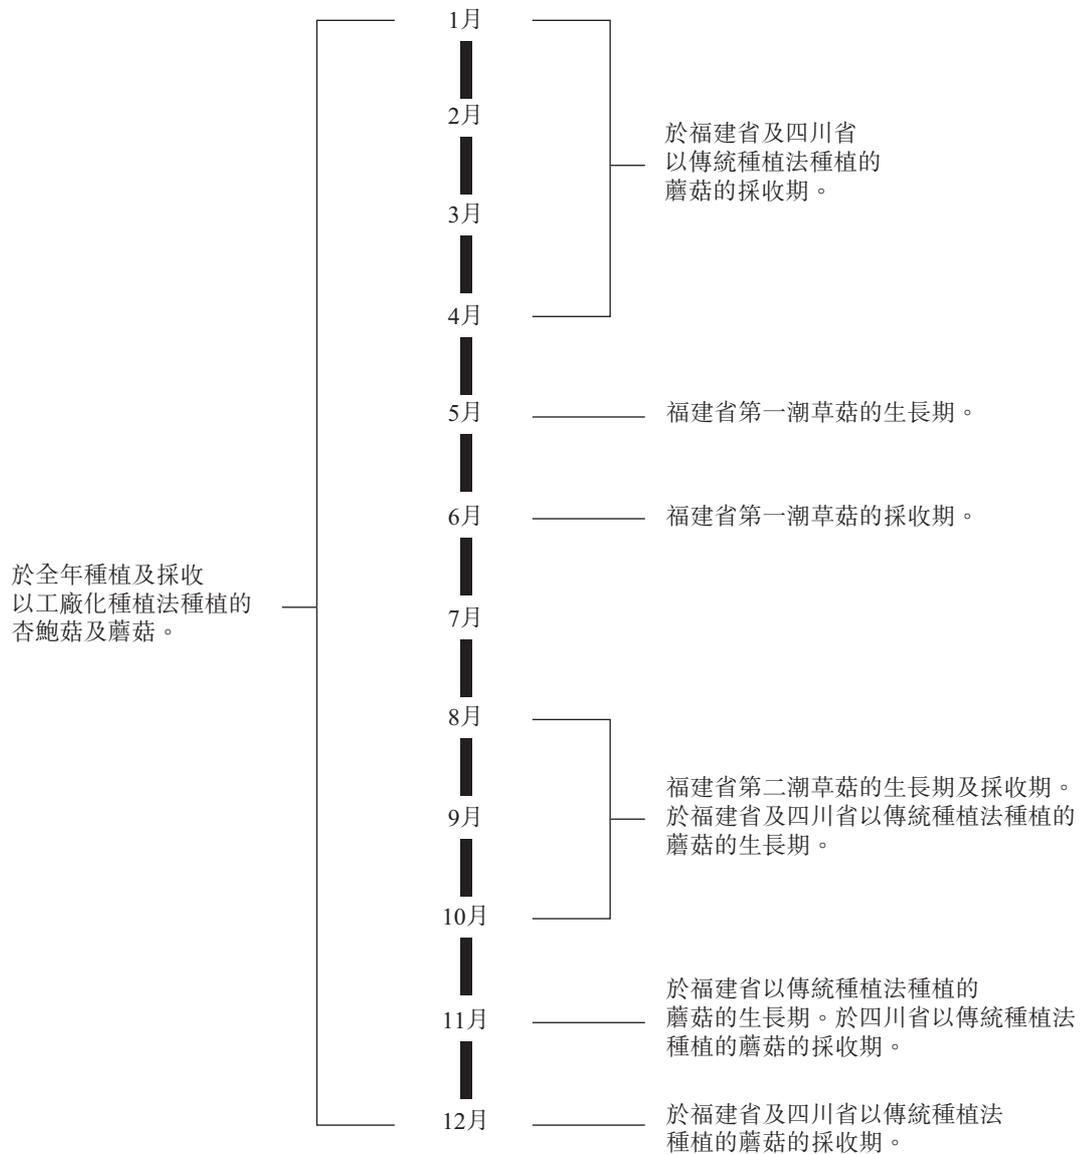 1月
2月
於福建省及四川省
以傳統種植法種植的
蘑菇的採收期。
3月
4月
5月
福建省第一潮草菇的生長期。
6月
福建省第一潮草菇的採收期。
於全年種植及採收
以工廠化種植法種植的
杏鮑菇及蘑菇。
7月
8月
福建省第二潮草菇的生長期及採收期。
於福建省及四川省以傳統種植法種植的
蘑菇的生長期。
9月
10月
於福建省以傳統種植法種植的
蘑菇的生長期。於四川省以傳統種植法
種植的蘑菇的採收期。
11月
12月
於福建省及四川省以傳統種植法
種植的蘑菇的採收期。